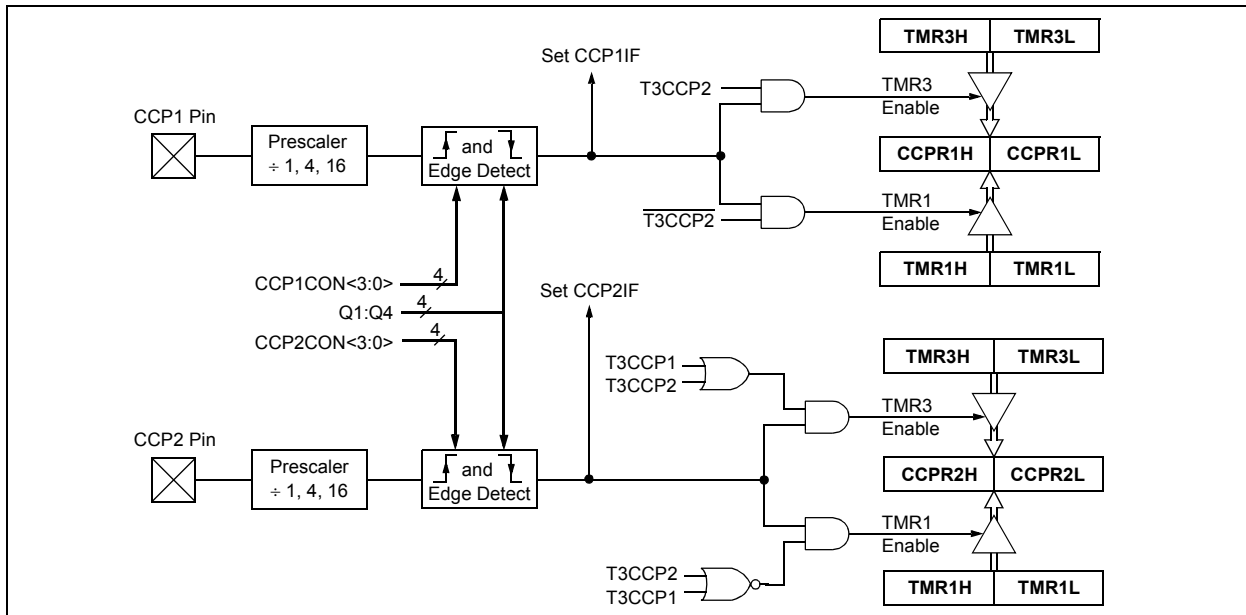 TMR3H TMR3L
Set CCP1IF
T3CCP2
TMR3
Enable
CCP1 Pin
Prescaler
÷ 1, 4, 16
and
Edge Detect
CCPR1H CCPR1L
T3CCP2
TMR1
Enable
TMR1H TMR1L
CCP1CON<3:0>
4
Q1:Q4
4
CCP2CON<3:0>
4
Set CCP2IF
TMR3H TMR3L
T3CCP1
T3CCP2
TMR3
Enable
CCP2 Pin
Prescaler
÷ 1, 4, 16
and
Edge Detect
CCPR2H CCPR2L
TMR1
Enable
T3CCP2
T3CCP1
TMR1H TMR1L